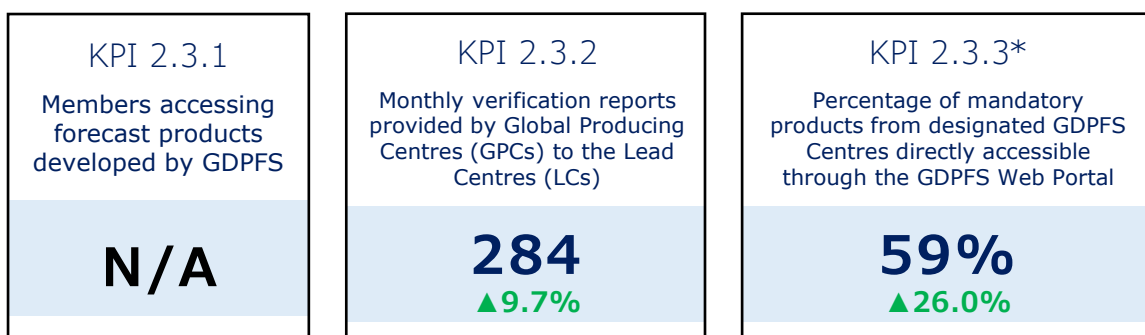 KPI 2.3.1
Members accessing
forecast products
developed by GDPFS
N/A
KPI 2.3.2
Monthly verification reports
provided by Global Producing
Centres (GPCs) to the Lead
Centres (LCs)
284
▲9.7%
KPI 2.3.3*
Percentage of mandatory
products from designated GDPFS
Centres directly accessible
through the GDPFS Web Portal
59%
▲26.0%